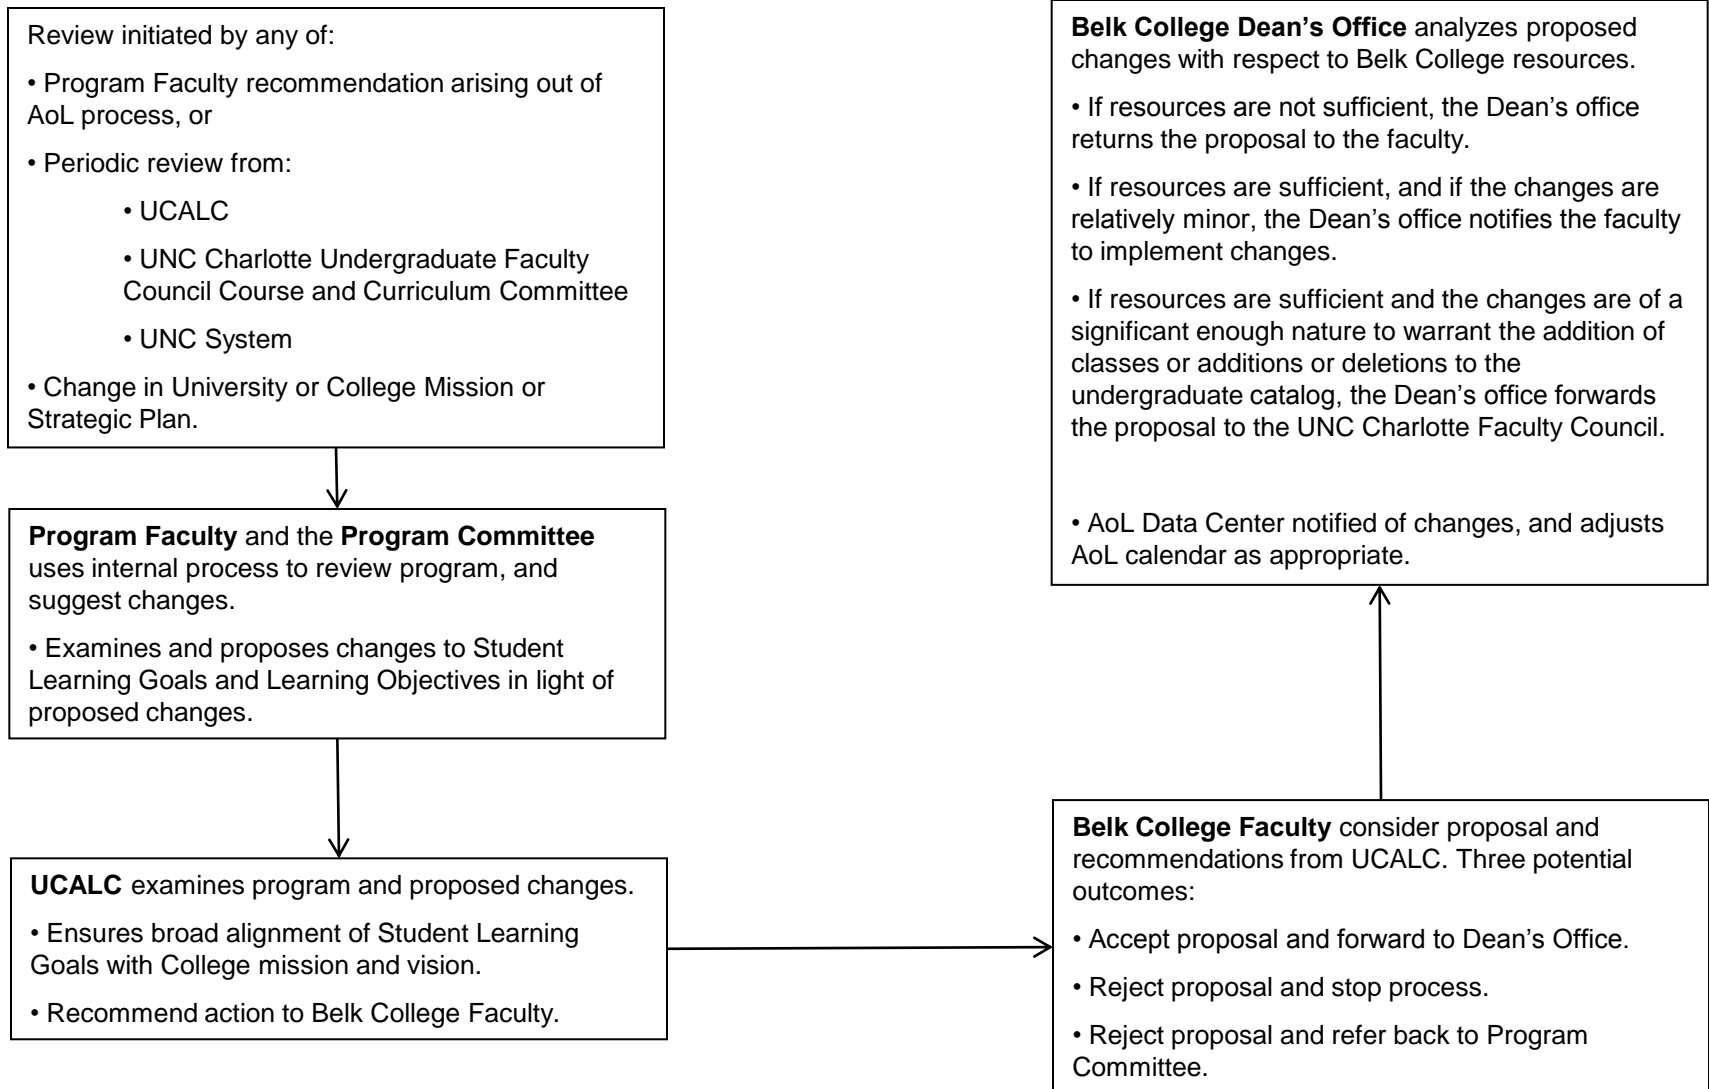 Review initiated by any of:
• Program Faculty recommendation arising out of
AoL process, or
• Periodic review from:
• UCALC
• UNC Charlotte Undergraduate Faculty
Council Course and Curriculum Committee
• UNC System
• Change in University or College Mission or
Strategic Plan.
Program Faculty and the Program Committee
uses internal process to review program, and
suggest changes.
• Examines and proposes changes to Student
Learning Goals and Learning Objectives in light of
proposed changes.
UCALC examines program and proposed changes.
• Ensures broad alignment of Student Learning
Goals with College mission and vision.
• Recommend action to Belk College Faculty.
Belk College Faculty consider proposal and
recommendations from UCALC. Three potential
outcomes:
• Accept proposal and forward to Dean’s Office.
• Reject proposal and stop process.
• Reject proposal and refer back to Program
Committee.
Belk College Dean’s Office analyzes proposed
changes with respect to Belk College resources.
• If resources are not sufficient, the Dean’s office
returns the proposal to the faculty.
• If resources are sufficient, and if the changes are
relatively minor, the Dean’s office notifies the faculty
to implement changes.
• If resources are sufficient and the changes are of a
significant enough nature to warrant the addition of
classes or additions or deletions to the
undergraduate catalog, the Dean’s office forwards
the proposal to the UNC Charlotte Faculty Council.
• AoL Data Center notified of changes, and adjusts
AoL calendar as appropriate.